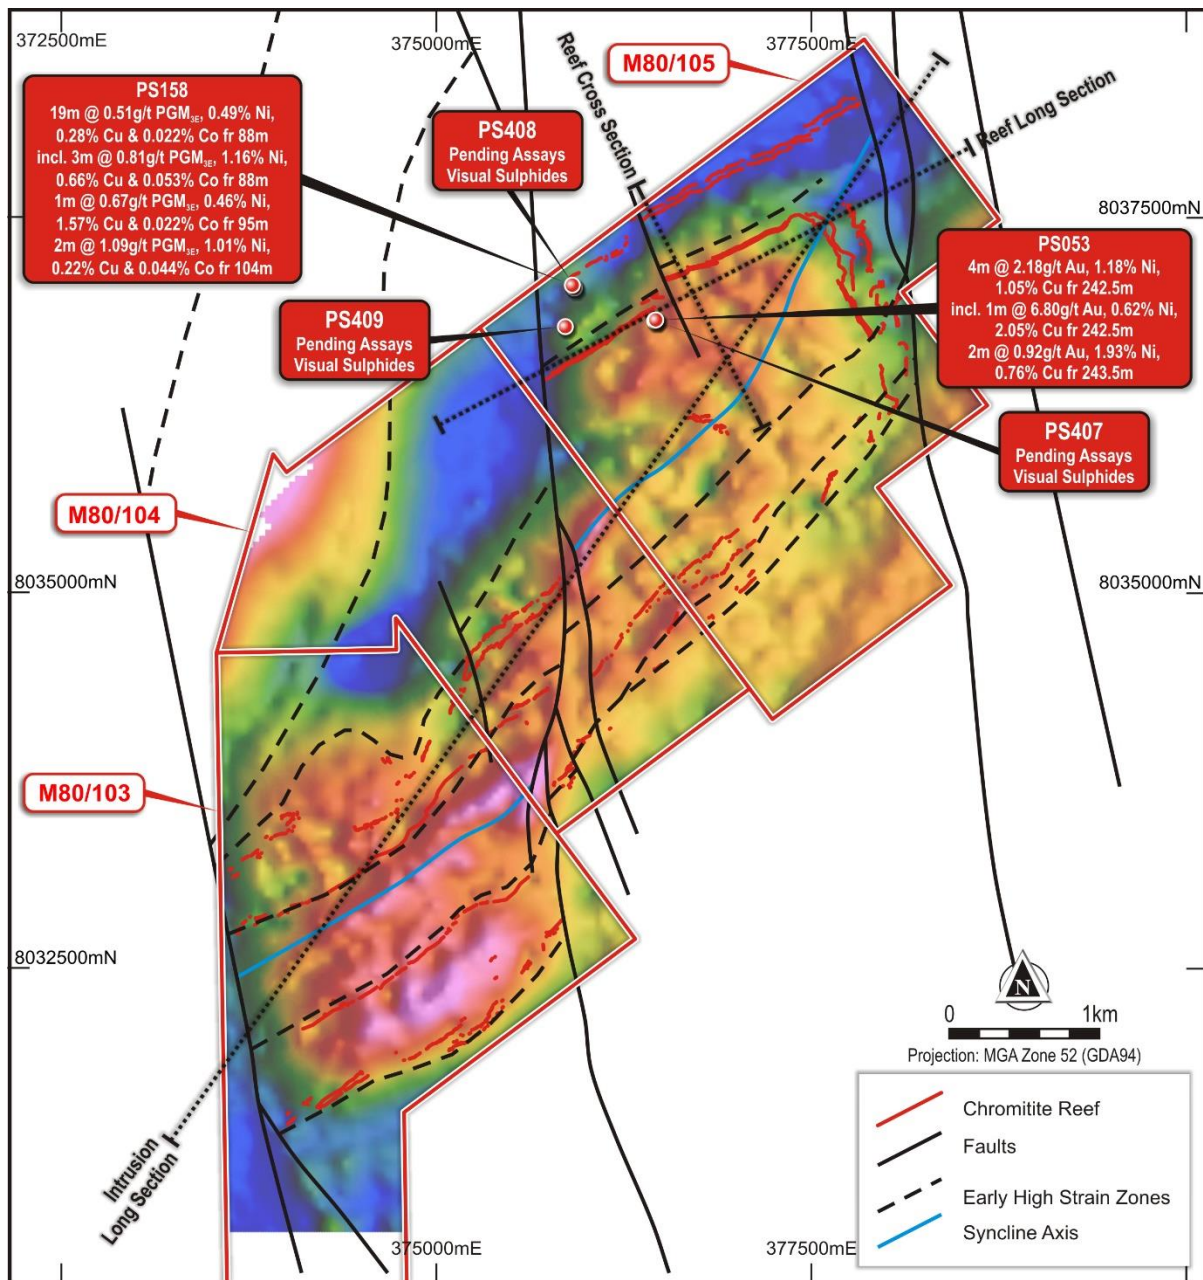 372500mE
375000mE
377500mE
M80/105
Reef Cross Section
Reef Long Section
PS158
19m @ 0.51g/t PGM3E, 0.49% Ni,
0.28% Cu & 0.022% Co fr 88m
incl. 3m @ 0.81g/t PGM3E, 1.16% Ni,
0.66% Cu & 0.053% Co fr 88m
1m @ 0.67g/t PGM3E, 0.46% Ni,
1.57% Cu & 0.022% Co fr 95m
2m @ 1.09g/t PGM3E, 1.01% Ni,
0.22% Cu & 0.044% Co fr 104m
PS408
Pending Assays
Visual Sulphides
8037500mN
PS053
4m @ 2.18g/t Au, 1.18% Ni,
1.05% Cu fr 242.5m
incl. 1m @ 6.80g/t Au, 0.62% Ni,
2.05% Cu fr 242.5m
2m @ 0.92g/t Au, 1.93% Ni,
0.76% Cu fr 243.5m
PS409
Pending Assays
Visual Sulphides
PS407
Pending Assays
Visual Sulphides
M80/104
8035000mN
8035000mN
M80/103
8032500mN
N
0 1km
Projection: MGA Zone 52 (GDA94)
Intrusion
Long Section
Chromitite Reef
Faults
Early High Strain Zones
Syncline Axis
375000mE
377500mE